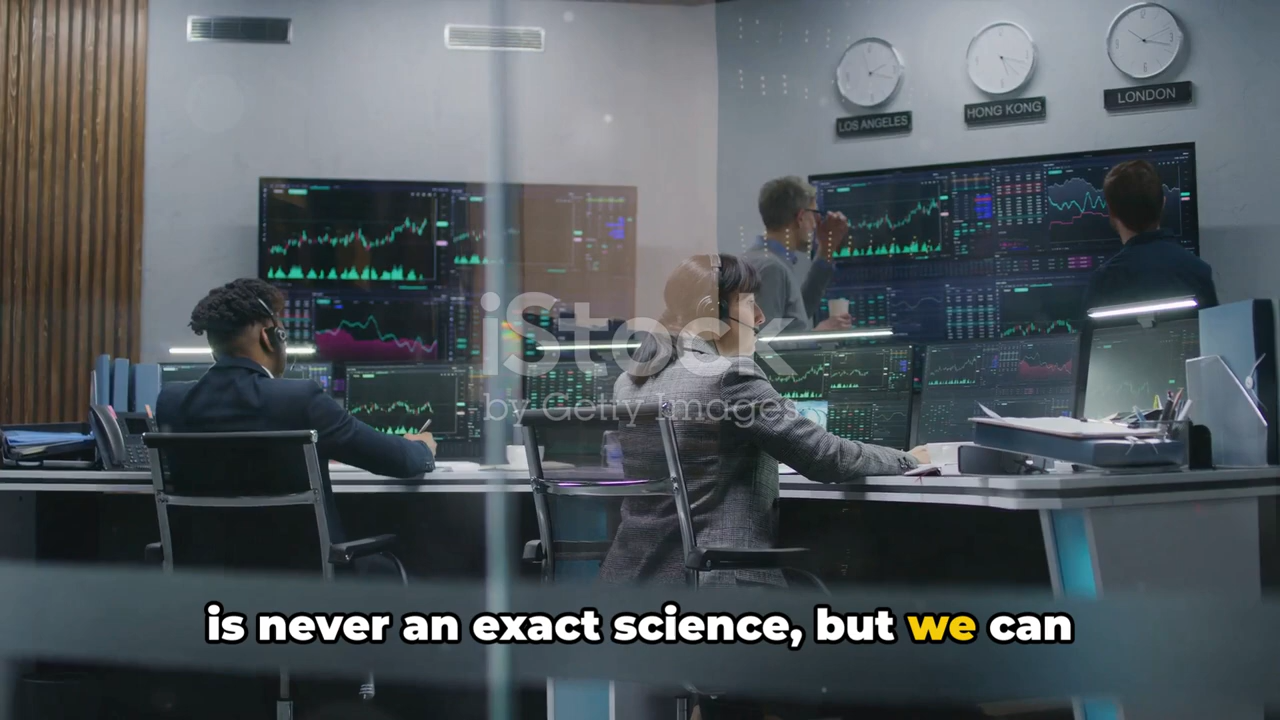 LOS ANGELES
HONG KONG
LONDON
iStock
by Getty Images
is never an exact science, but we can